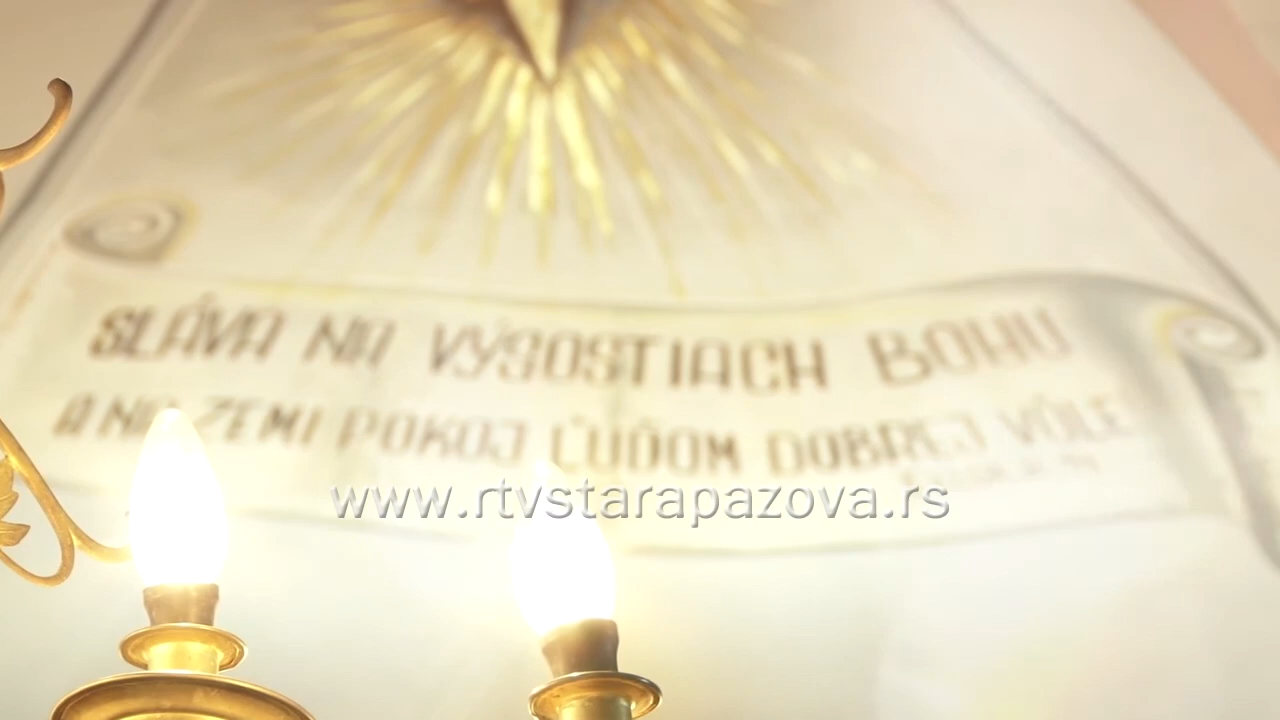 SLÁVA NA VÝSOSTIACH BOHU
A NA ZEMI POKOJ ĽUĎOM DOBREJ VÔLE
www.rtvstarapazova.rs